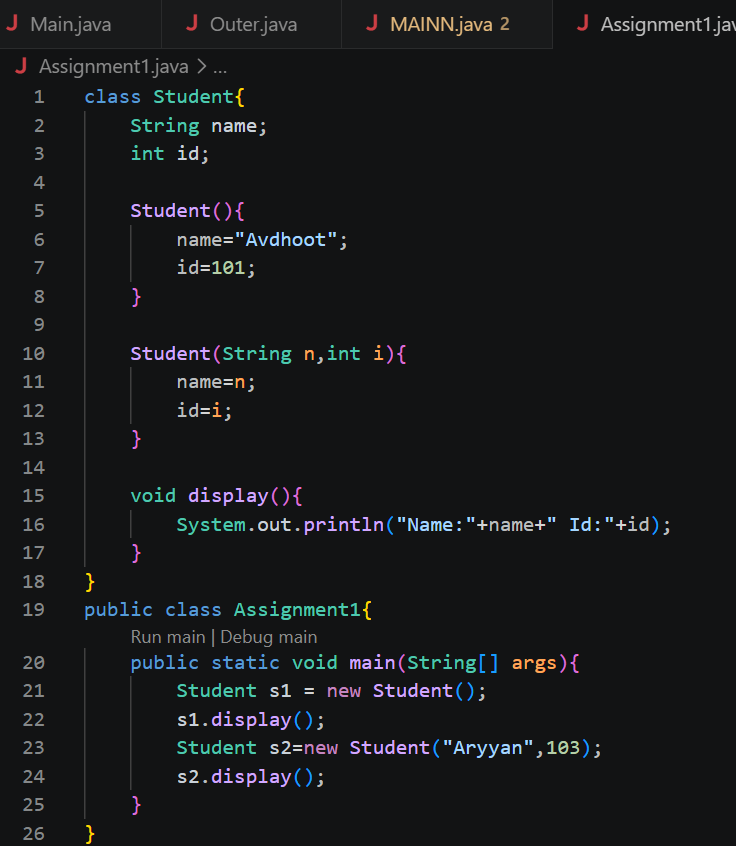 J Main.java J Outer.java J MAINN.java 2 J Assignment1.jav
J Assignment1.java > ...
1 class Student{
2 String name;
3 int id;
4
5 Student(){
6 name="Avdhoot";
7 id=101;
8 }
9
10 Student(String n,int i){
11 name=n;
12 id=i;
13 }
14
15 void display(){
16 System.out.println("Name:"+name+" Id:"+id);
17 }
18 }
19 public class Assignment1{
Run main | Debug main
20 public static void main(String[] args){
21 Student s1 = new Student();
22 s1.display();
23 Student s2=new Student("Aryyan",103);
24 s2.display();
25 }
26 }